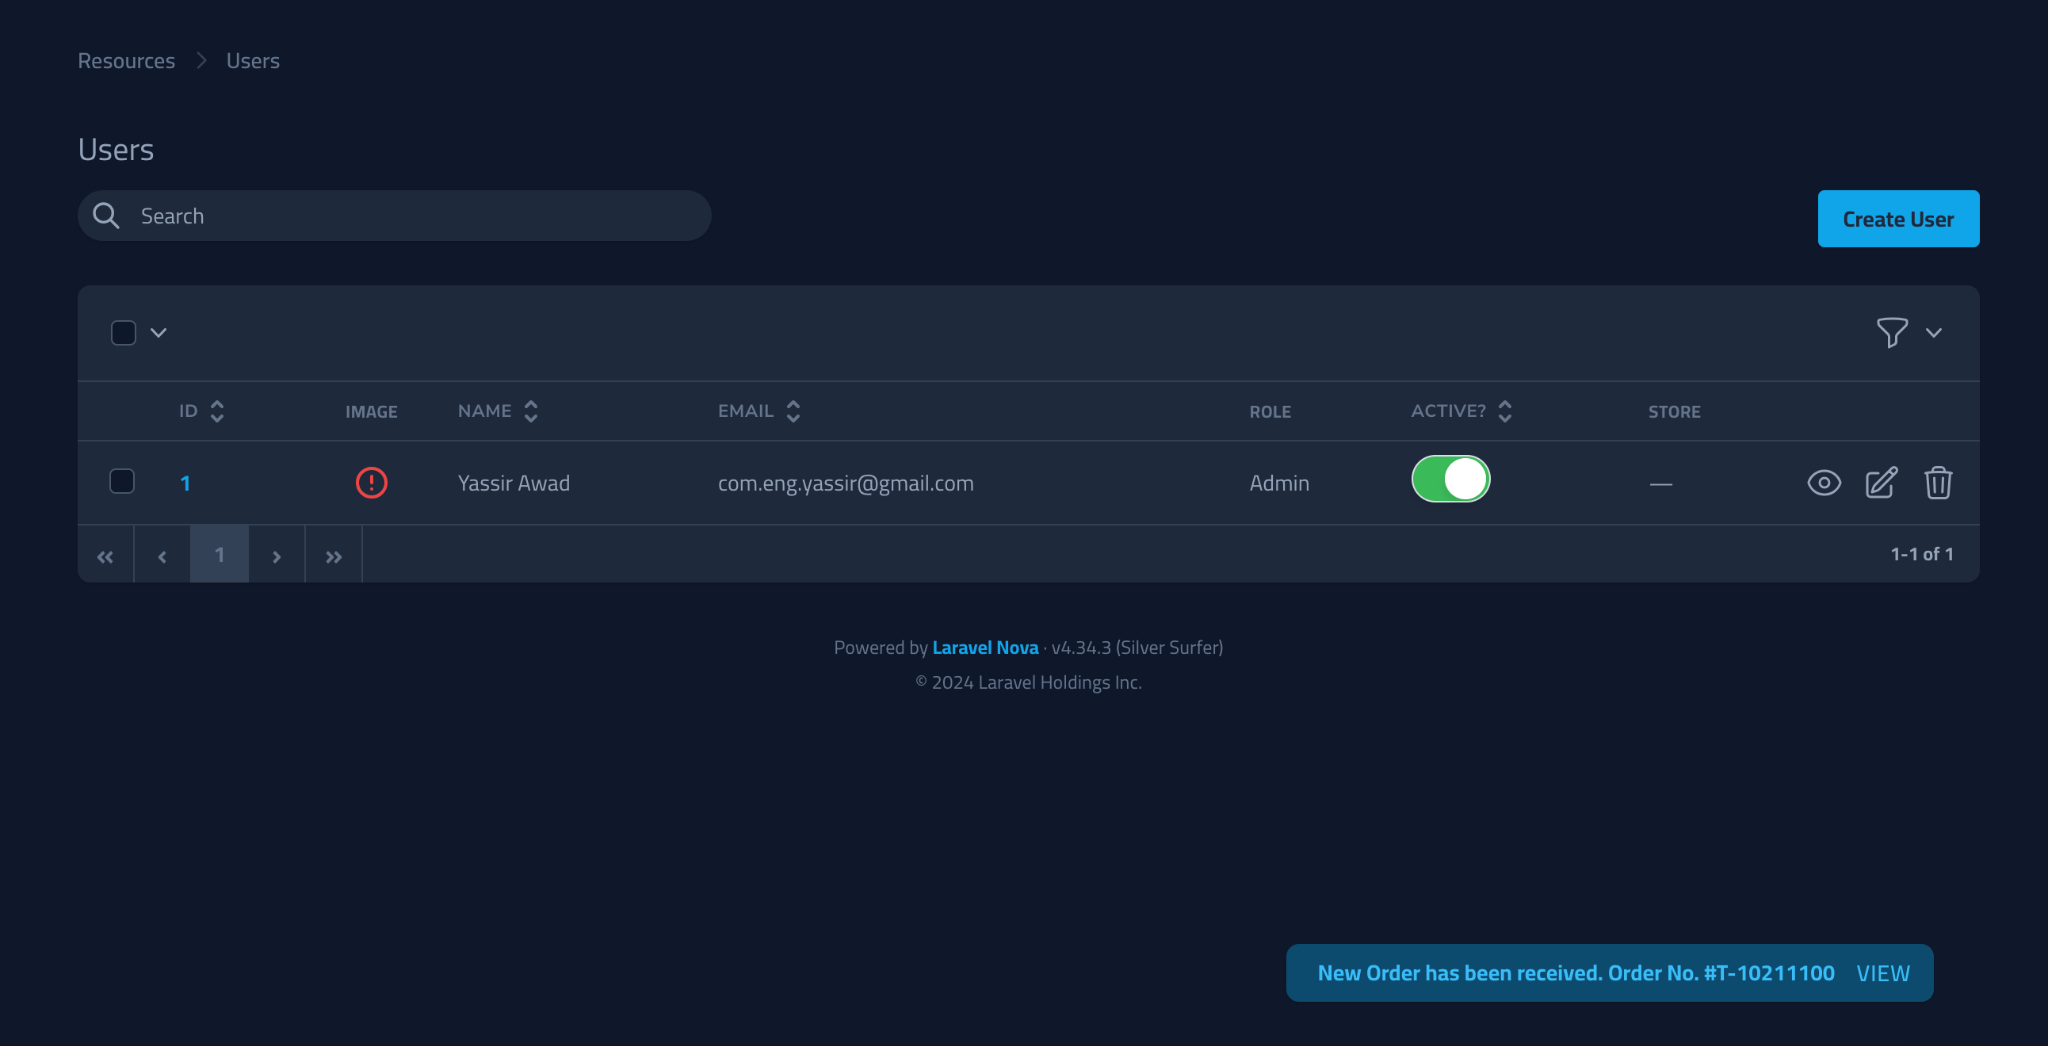 Resources Users
Users
Search
Create User
ID IMAGE NAME EMAIL ROLE ACTIVE? STORE
1 Yassir Awad com.eng.yassir@gmail.com Admin —
« ‹ 1 › » 1-1 of 1
Powered by Laravel Nova · v4.34.3 (Silver Surfer)
© 2024 Laravel Holdings Inc.
New Order has been received. Order No. #T-10211100 VIEW